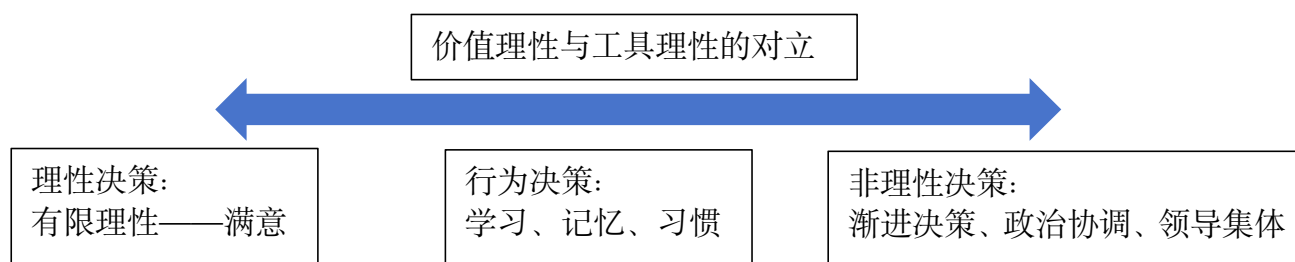 价值理性与工具理性的对立
理性决策：
有限理性——满意
行为决策：
学习、记忆、习惯
非理性决策：
渐进决策、政治协调、领导集体